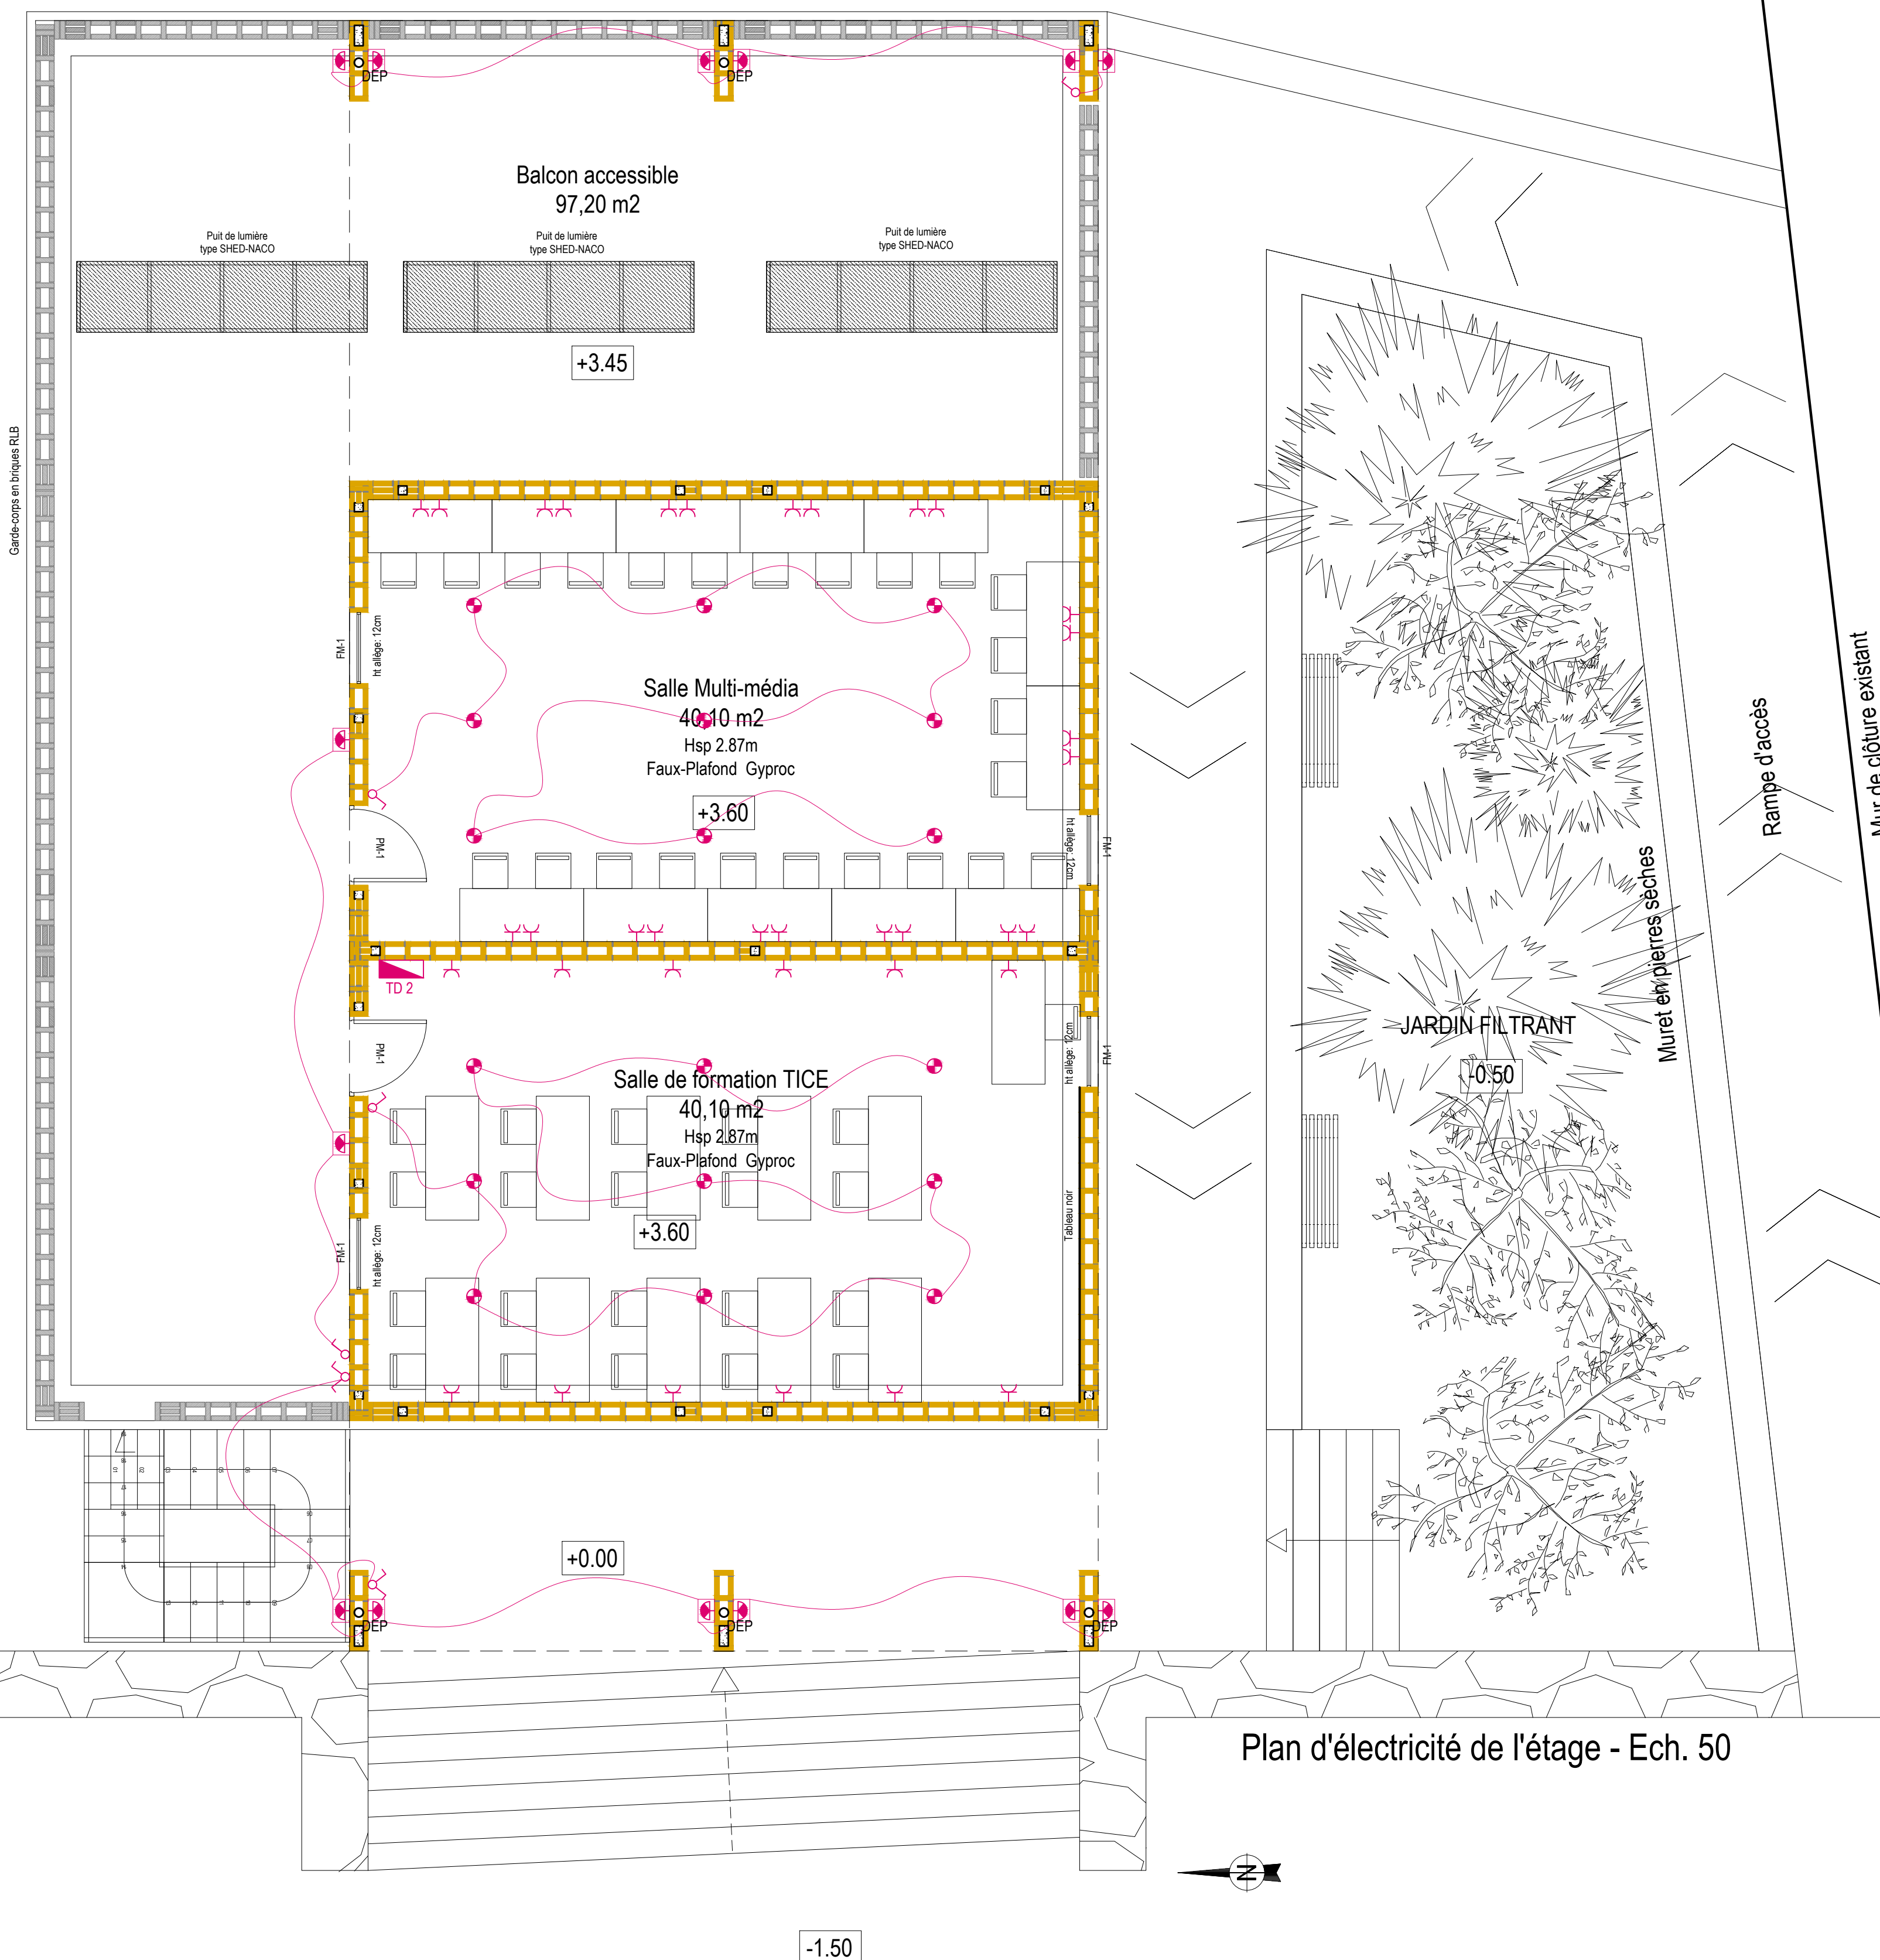 DEP
DEP
Balcon accessible
97,20 m2
Puit de lumière
type SHED-NACO
Puit de lumière
type SHED-NACO
Puit de lumière
type SHED-NACO
+3.45
Garde-corps en briques RLB
FM-1
ht allège: 12cm
Salle Multi-média
40,10 m2
Hsp 2.87m
Faux-Plafond Gyproc
+3.60
PM-1
ht allège: 12cm
FM-1
Rampe d'accès
Mur de clôture existant
Muret en pierres sèches
TD 2
PM-1
ht allège: 12cm
FM-1
JARDIN FILTRANT
-0.50
Salle de formation TICE
40,10 m2
Hsp 2.87m
Faux-Plafond Gyproc
+3.60
Tableau noir
FM-1
ht allège: 12cm
+0.00
DEP
DEP
DEP
Plan d'électricité de l'étage - Ech. 50
N
-1.50